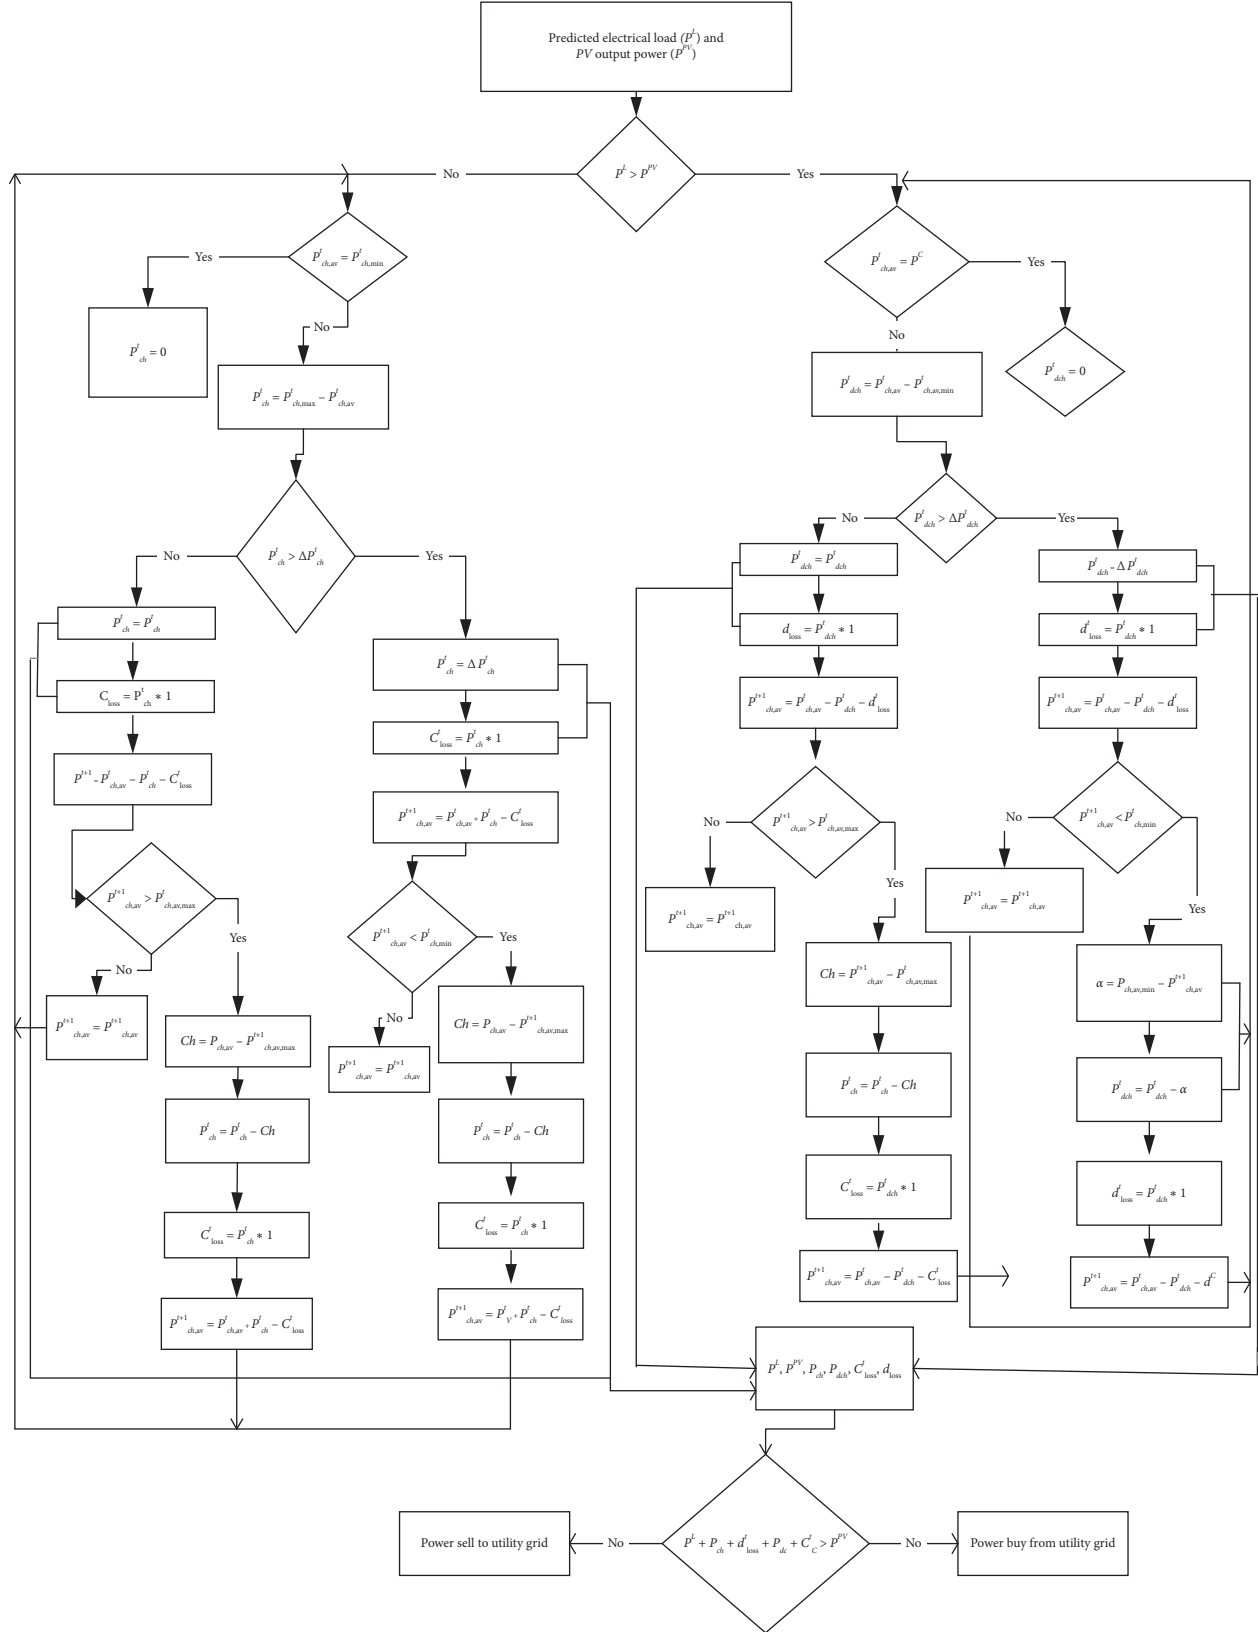 Predicted electrical load (P^L) and
PV output power (P^PV)
P^L > P^PV
No
Yes
P^t_ch,av = P^t_ch,min
Yes
No
P^t_ch = 0
P^t_ch = P^t_ch,max – P^t_ch,av
P^t_ch > ΔP^t_ch
No
Yes
P^t_ch = P^t_ch
C_loss = P^t_ch * 1
P^t+1 - P^t_ch,av – P^t_ch – C^t_loss
P^t+1_ch,av > P^t_ch,av,max
No
Yes
P^t+1_ch,av = P^t+1_ch,av
Ch = P_ch,av – P^t+1_ch,av,max
P^t_ch = P^t_ch – Ch
C^t_loss = P^t_ch * 1
P^t+1_ch,av = P^t_ch,av + P^t_ch – C^t_loss
P^t_ch = Δ P^t_ch
C^t_loss = P^t_ch * 1
P^t+1_ch,av = P^t_ch,av + P^t_ch – C^t_loss
P^t+1_ch,av < P^t_ch,min
Yes
No
P^t+1_ch,av = P^t+1_ch,av
Ch = P_ch,av – P^t+1_ch,av,max
P^t_ch = P^t_ch – Ch
C^t_loss = P^t_ch * 1
P^t+1_ch,av = P^t_V + P^t_ch – C^t_loss
P^t_ch,av = P^C
Yes
No
P^t_dch = 0
P^t_dch = P^t_ch,av – P^t_ch,av,min
P^t_dch > ΔP^t_dch
No
Yes
P^t_dch = P^t_dch
d_loss = P^t_dch * 1
P^t+1_ch,av = P^t_ch,av – P^t_dch – d^t_loss
P^t+1_ch,av > P^t_ch,av,max
No
Yes
P^t+1_ch,av = P^t+1_ch,av
Ch = P^t+1_ch,av – P^t_ch,av,max
P^t_ch = P^t_ch – Ch
C^t_loss = P^t_dch * 1
P^t+1_ch,av = P^t_ch,av – P^t_dch – C^t_loss
P^t_dch - Δ P^t_dch
d^t_loss = P^t_dch * 1
P^t+1_ch,av = P^t_ch,av – P^t_dch – d^t_loss
P^t+1_ch,av < P^t_ch,min
No
Yes
P^t+1_ch,av = P^t+1_ch,av
α = P_ch,av,min – P^t+1_ch,av
P^t_dch = P^t_dch – α
d^t_loss = P^t_dch * 1
P^t+1_ch,av = P^t_ch,av – P^t_dch – d^C
P^L, P^PV, P_ch, P_dch, C^t_loss, d_loss
P^L + P_ch + d^t_loss + P_dc + C^t_C > P^PV
No
No
Power sell to utility grid
Power buy from utility grid